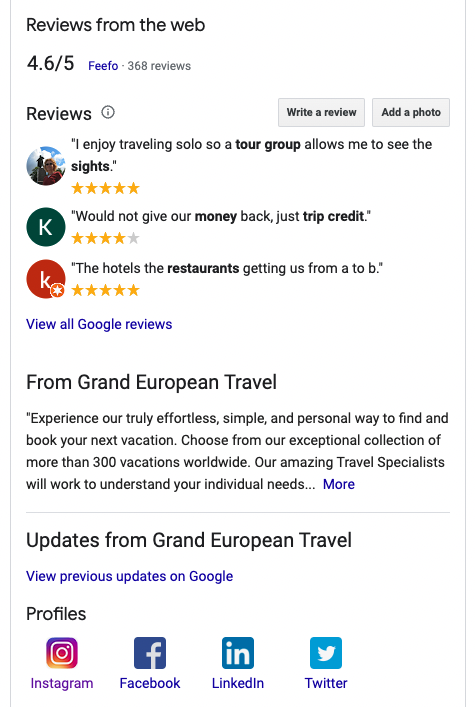 Reviews from the web
4.6/5 Feefo · 368 reviews
Reviews
Write a review
Add a photo
"I enjoy traveling solo so a tour group allows me to see the
sights."
K
"Would not give our money back, just trip credit."
k
"The hotels the restaurants getting us from a to b."
View all Google reviews
From Grand European Travel
"Experience our truly effortless, simple, and personal way to find and
book your next vacation. Choose from our exceptional collection of
more than 300 vacations worldwide. Our amazing Travel Specialists
will work to understand your individual needs... More
Updates from Grand European Travel
View previous updates on Google
Profiles
Instagram Facebook LinkedIn Twitter